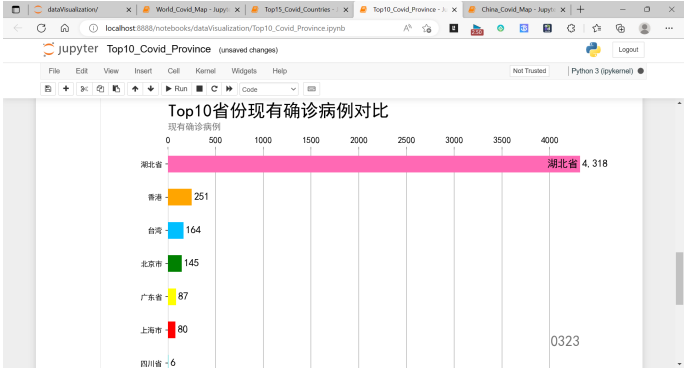 dataVisualization/
World_Covid_Map - Jupyt
Top15_Covid_Countries - J
Top10_Covid_Province - Ju
China_Covid_Map - Jupyte
localhost:8888/notebooks/dataVisualization/Top10_Covid_Province.ipynb
2.50
jupyter Top10_Covid_Province (unsaved changes)
Logout
File Edit View Insert Cell Kernel Widgets Help
Not Trusted
Python 3 (ipykernel)
Run
Code
Top10省份现有确诊病例对比
现有确诊病例
0 500 1000 1500 2000 2500 3000 3500 4000
湖北省 湖北省 4,318
香港 251
台湾 164
北京市 145
广东省 87
上海市 80
0323
四川省 6